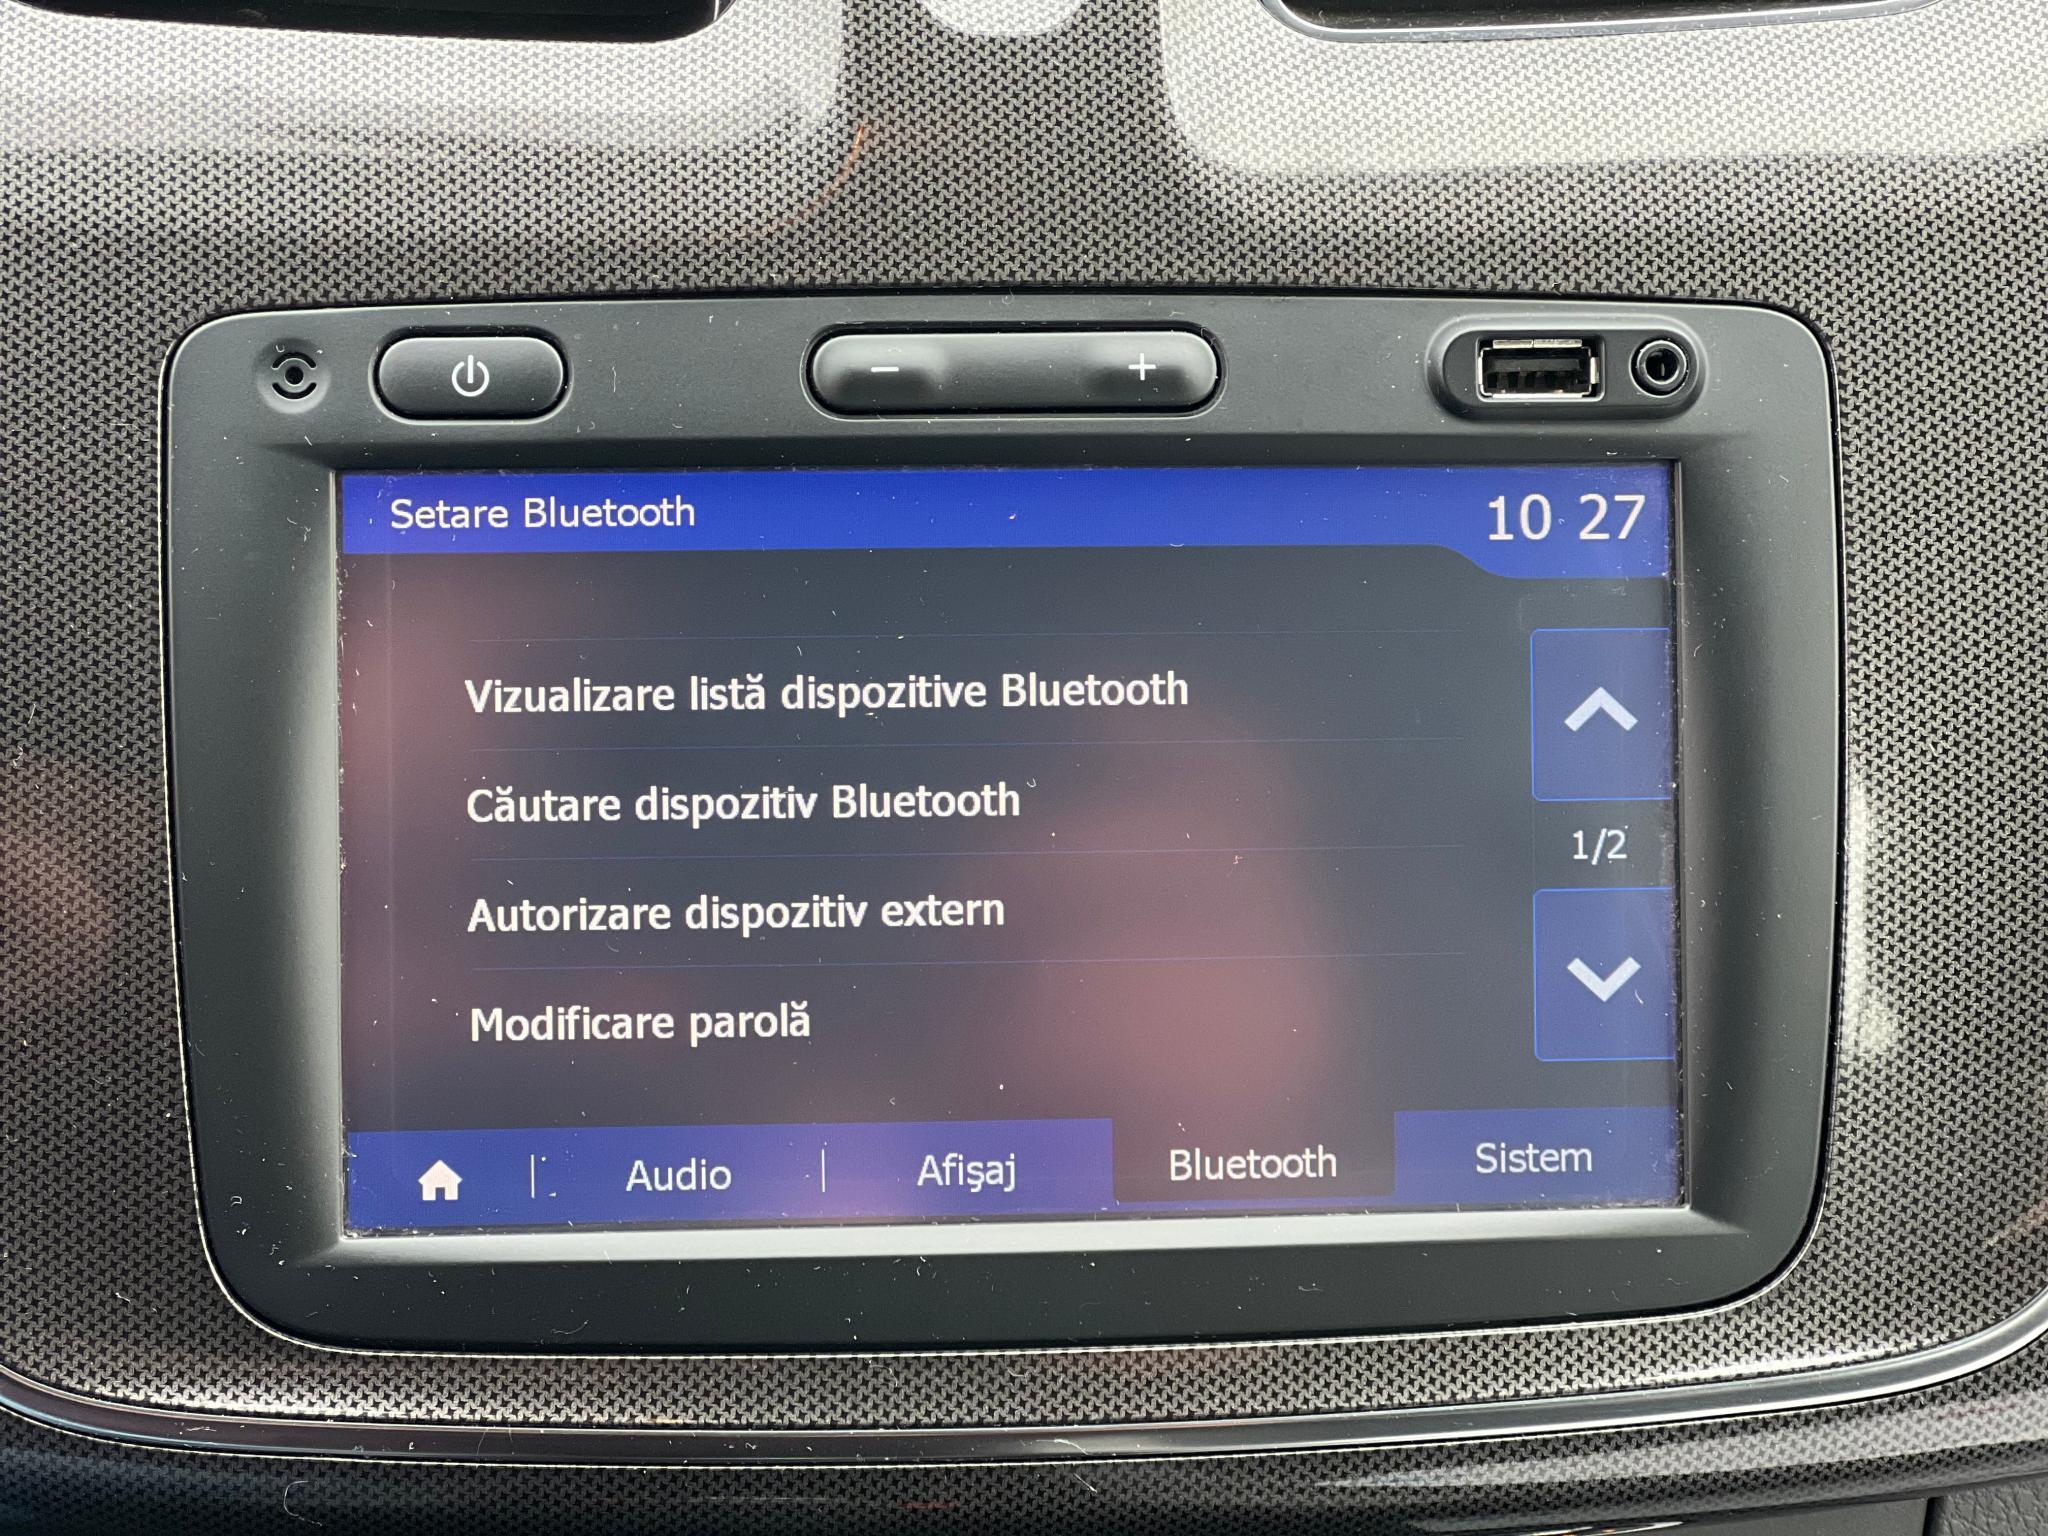 Setare Bluetooth
10 27
Vizualizare listă dispozitive Bluetooth
Căutare dispozitiv Bluetooth
1/2
Autorizare dispozitiv extern
Modificare parolă
Audio
Afişaj
Bluetooth
Sistem